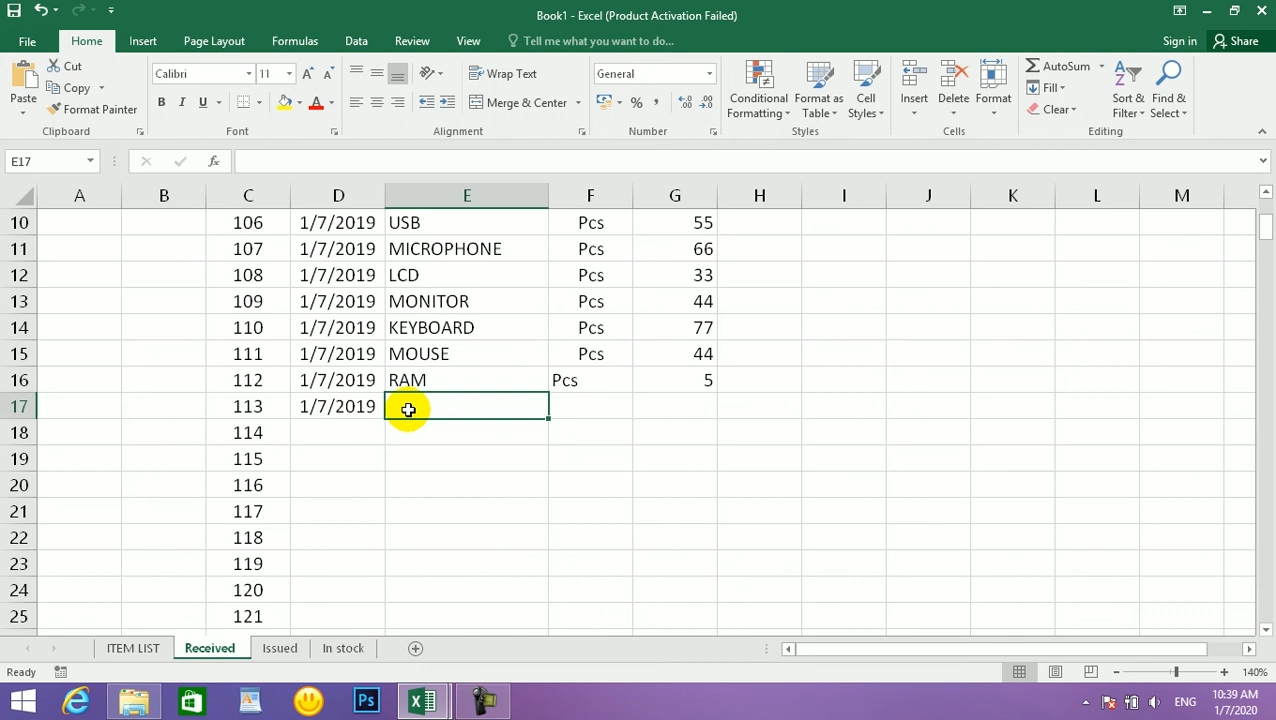 Book1 - Excel (Product Activation Failed)
File Home Insert Page Layout Formulas Data Review View Tell me what you want to do... Sign in Share
Paste Cut Copy Format Painter Clipboard
Calibri 11 A A B I U A Font
Wrap Text Merge & Center Alignment
General % , Number
Conditional Formatting Format as Table Cell Styles Styles
Insert Delete Format Cells
AutoSum Fill Clear Sort & Filter Find & Select Editing
E17 fx
A B C D E F G H I J K L M
10 106 1/7/2019 USB Pcs 55
11 107 1/7/2019 MICROPHONE Pcs 66
12 108 1/7/2019 LCD Pcs 33
13 109 1/7/2019 MONITOR Pcs 44
14 110 1/7/2019 KEYBOARD Pcs 77
15 111 1/7/2019 MOUSE Pcs 44
16 112 1/7/2019 RAM Pcs 5
17 113 1/7/2019
18 114
19 115
20 116
21 117
22 118
23 119
24 120
25 121
ITEM LIST Received Issued In stock
Ready 140%
Ps ENG 10:39 AM
1/7/2020